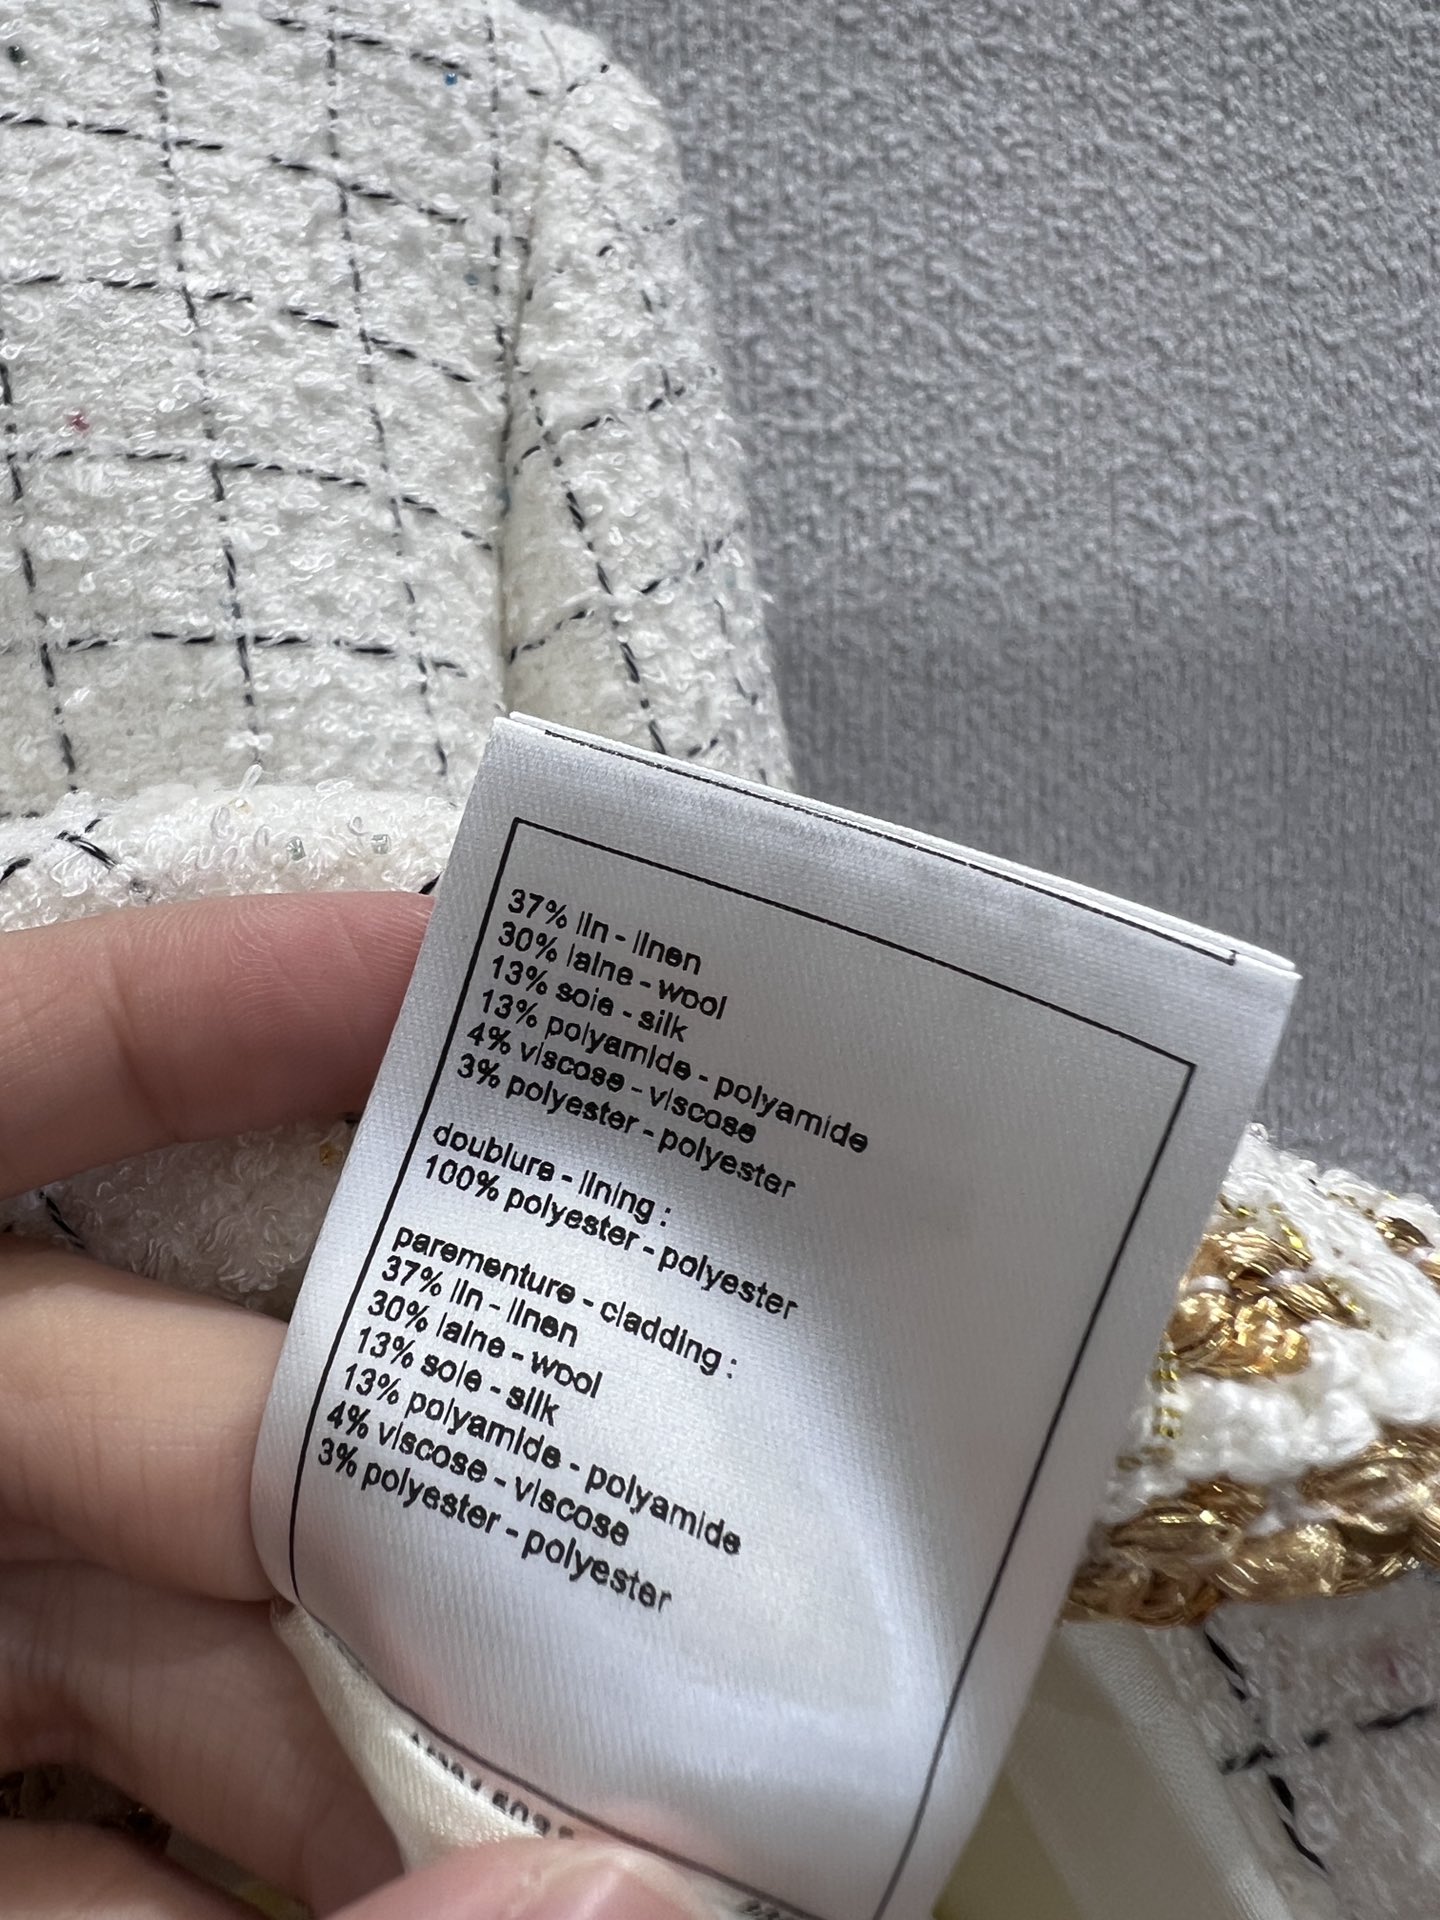 37% lin - linen
30% laine - wool
13% soie - silk
13% polyamide - polyamide
4% viscose - viscose
3% polyester - polyester
doublure - lining :
100% polyester - polyester
parementure - cladding :
37% lin - linen
30% laine - wool
13% soie - silk
13% polyamide - polyamide
4% viscose - viscose
3% polyester - polyester